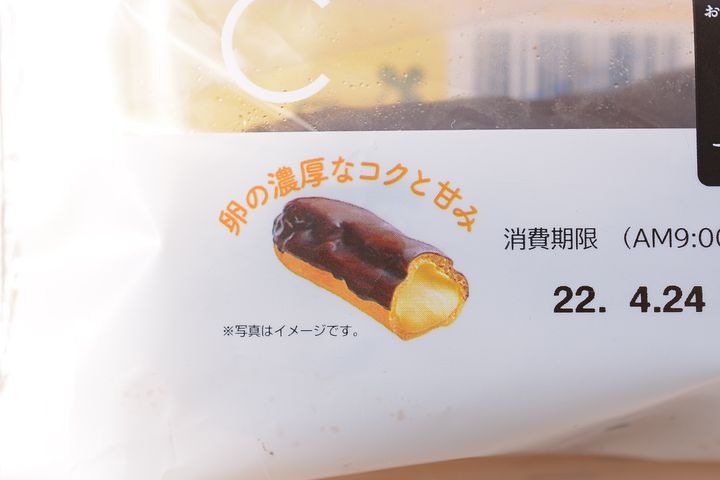 C
お
卵の濃厚なコクと甘み
消費期限 (AM9:00
22. 4.24
※写真はイメージです。